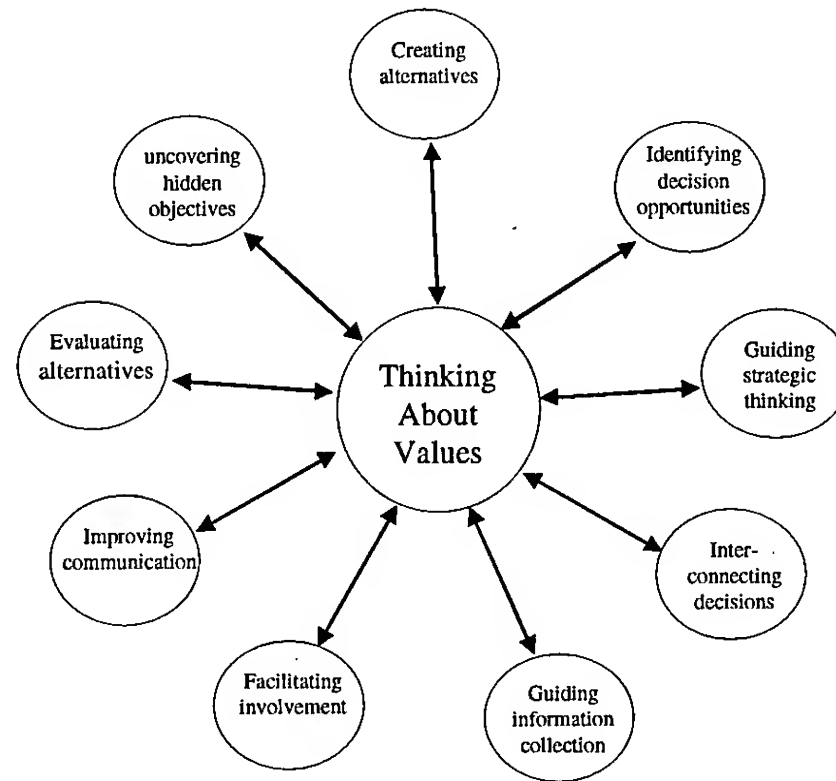 Creating
alternatives
Identifying
decision
opportunities
Guiding
strategic
thinking
Inter-
connecting
decisions
Guiding
information
collection
Facilitating
involvement
Improving
communication
Evaluating
alternatives
uncovering
hidden
objectives
Thinking
About
Values